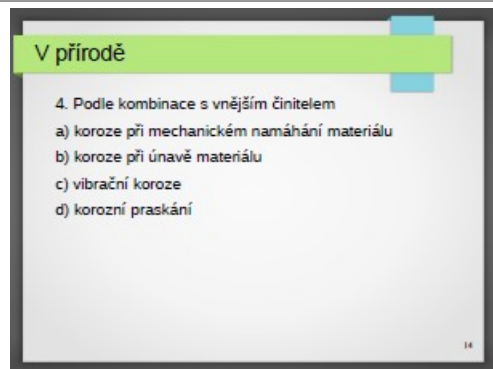 V přírodě
4. Podle kombinace s vnějším činitelem
a) koroze při mechanickém namáhání materiálu
b) koroze při únavě materiálu
c) vibrační koroze
d) korozní praskání
14